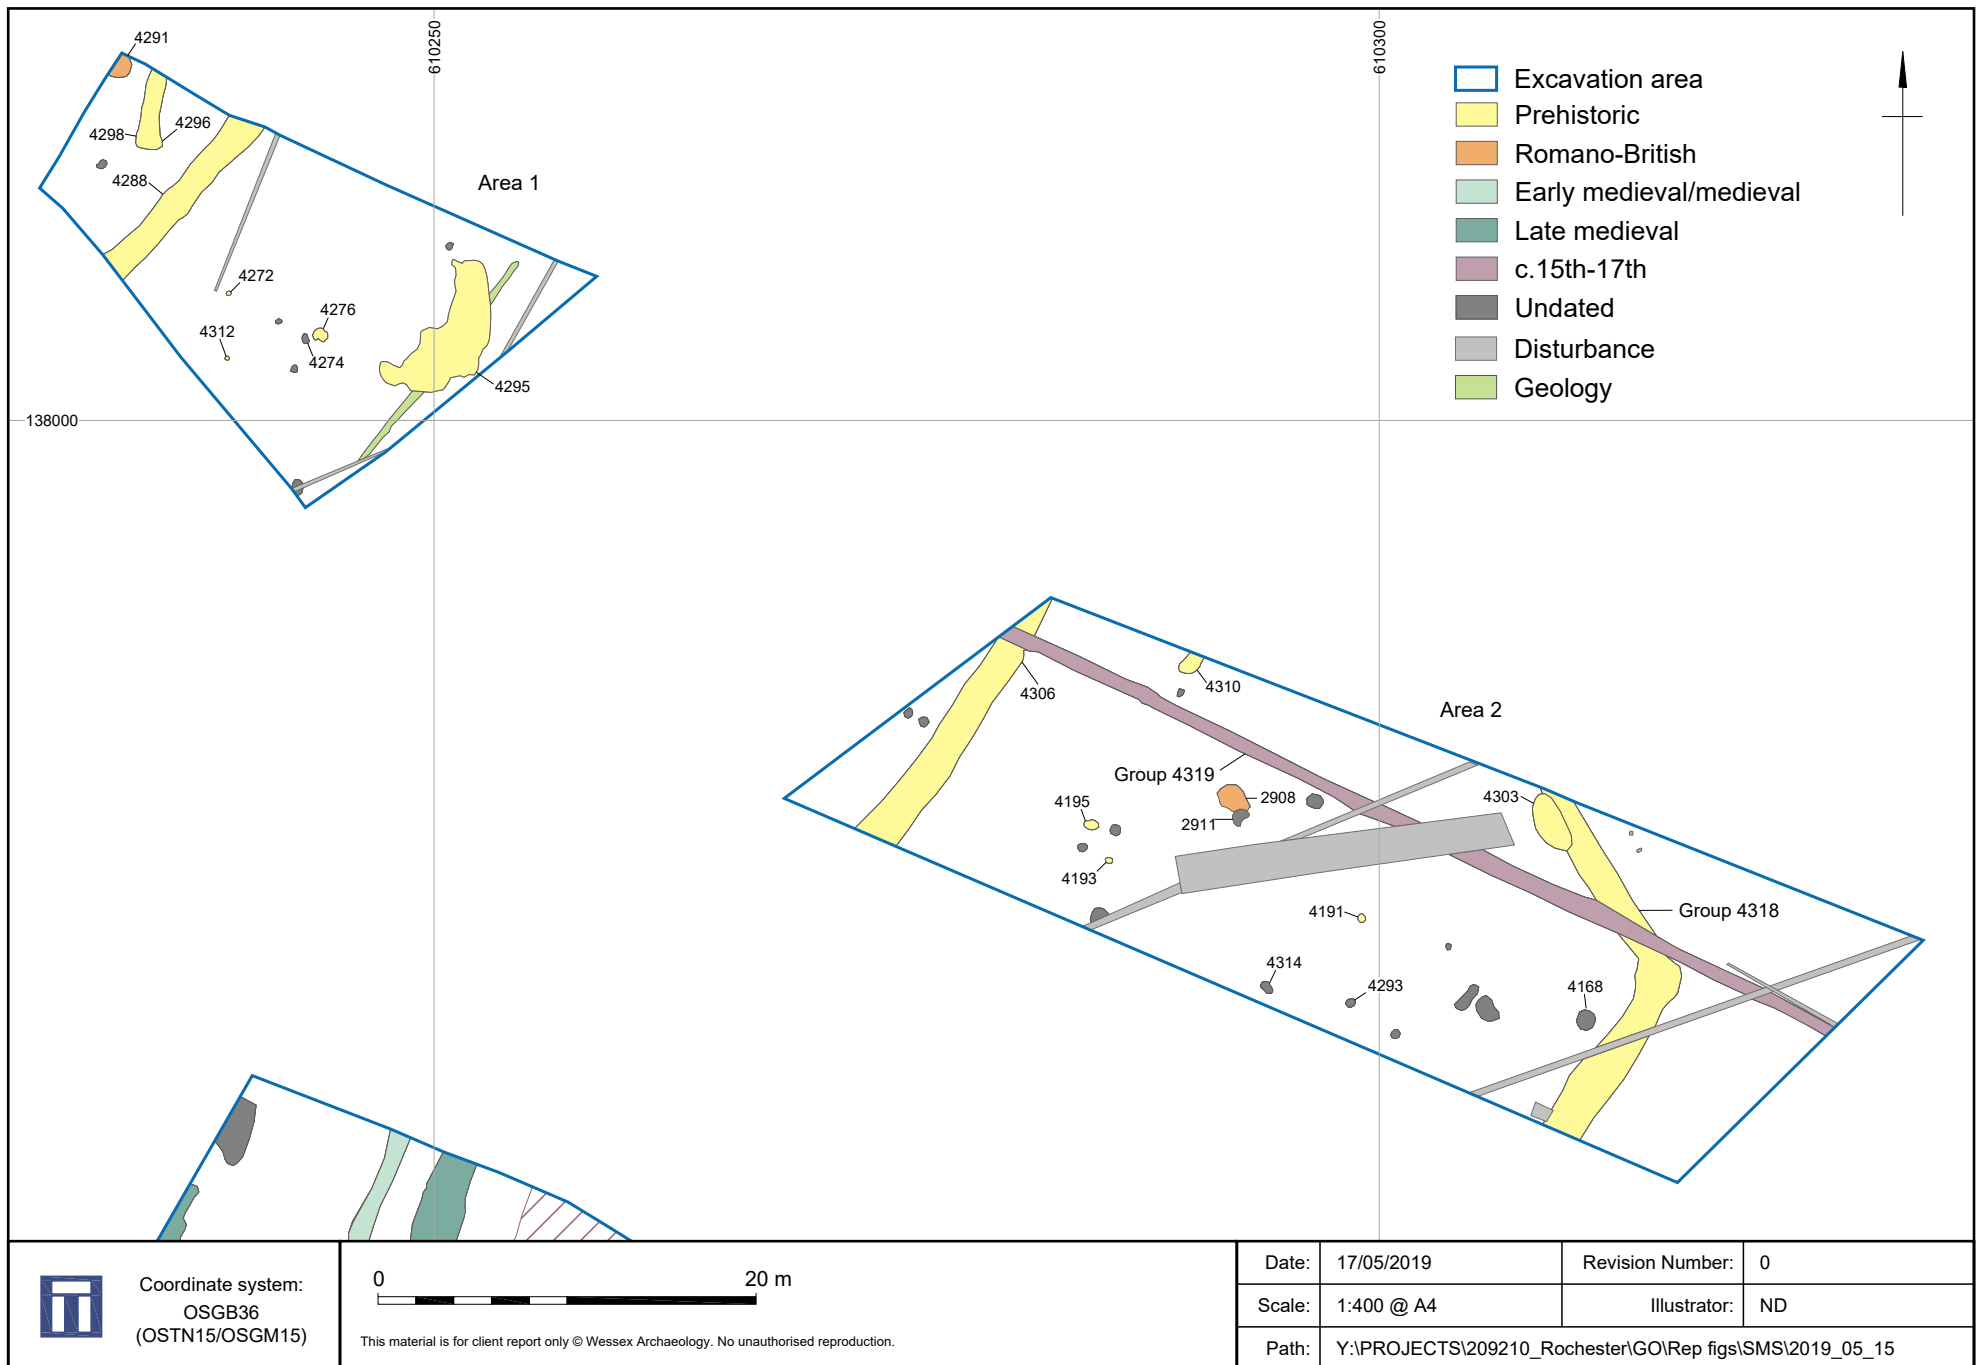 4291
610250
610300
4298
4296
4288
Area 1
4272
4276
4312
4274
4295
138000
Excavation area
Prehistoric
Romano-British
Early medieval/medieval
Late medieval
c.15th-17th
Undated
Disturbance
Geology
4306
4310
Area 2
Group 4319
4195
2908
2911
4193
4303
Group 4318
4191
4314
4293
4168
Coordinate system:
OSGB36
(OSTN15/OSGM15)
0 20 m
This material is for client report only © Wessex Archaeology. No unauthorised reproduction.
Date: 17/05/2019 Revision Number: 0
Scale: 1:400 @ A4 Illustrator: ND
Path: Y:\PROJECTS\209210_Rochester\GO\Rep figs\SMS\2019_05_15